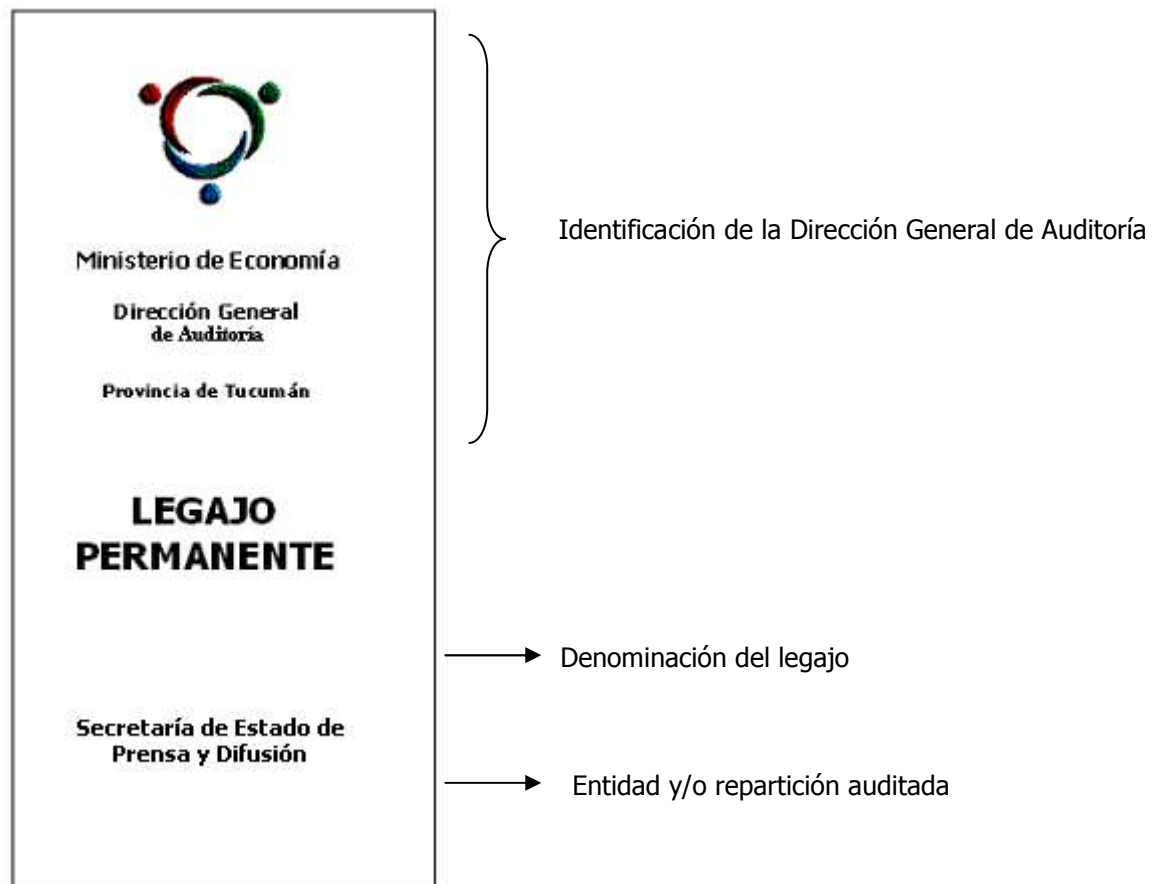 Ministerio de Economía
Dirección General
de Auditoría
Provincia de Tucumán
Identificación de la Dirección General de Auditoría
LEGAJO
PERMANENTE
Denominación del legajo
Secretaría de Estado de
Prensa y Difusión
Entidad y/o repartición auditada